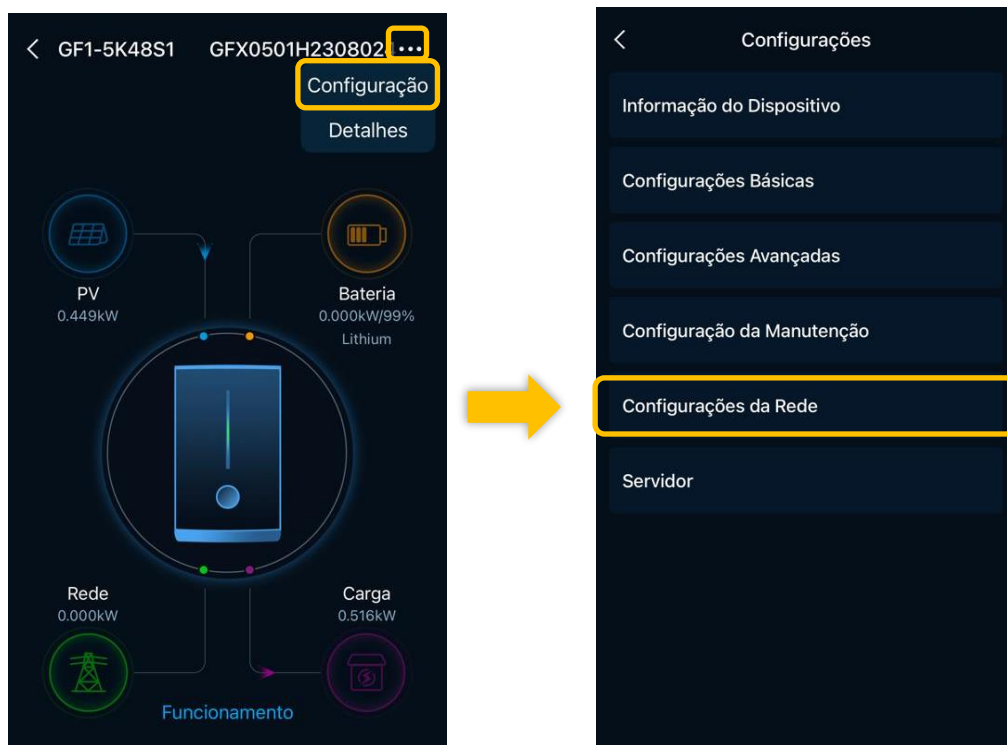 GF1-5K48S1 GFX0501H2308024
Configuração
Detalhes
PV
0.449kW
Bateria
0.000kW/99%
Lithium
Rede
0.000kW
Carga
0.516kW
Funcionamento
Configurações
Informação do Dispositivo
Configurações Básicas
Configurações Avançadas
Configuração da Manutenção
Configurações da Rede
Servidor